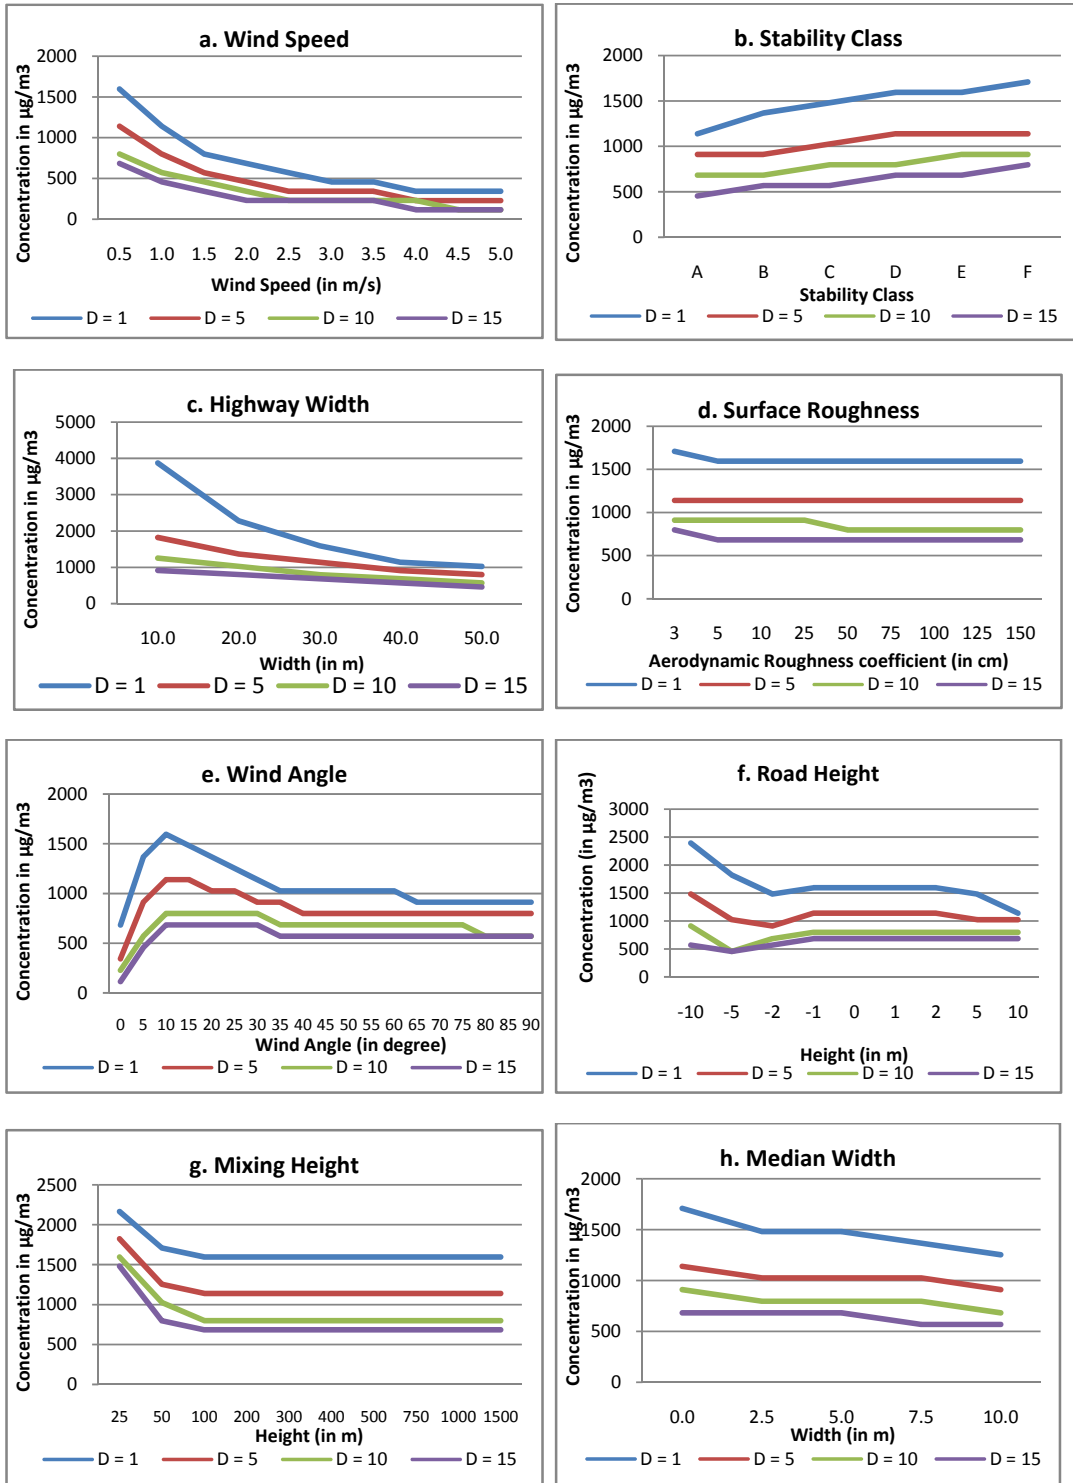 a. Wind Speed
Concentration in µg/m3
2000
1500
1000
500
0
0.5 1.0 1.5 2.0 2.5 3.0 3.5 4.0 4.5 5.0
Wind Speed (in m/s)
D = 1 D = 5 D = 10 D = 15
b. Stability Class
Concentration in µg/m3
2000
1500
1000
500
0
A B C D E F
Stability Class
D = 1 D = 5 D = 10 D = 15
c. Highway Width
Concentration in µg/m3
5000
4000
3000
2000
1000
0
10.0 20.0 30.0 40.0 50.0
Width (in m)
D = 1 D = 5 D = 10 D = 15
d. Surface Roughness
Concentration in µg/m3
2000
1500
1000
500
0
3 5 10 25 50 75 100 125 150
Aerodynamic Roughness coefficient (in cm)
D = 1 D = 5 D = 10 D = 15
e. Wind Angle
Concentration in µg/m3
2000
1500
1000
500
0
0 5 10 15 20 25 30 35 40 45 50 55 60 65 70 75 80 85 90
Wind Angle (in degree)
D = 1 D = 5 D = 10 D = 15
f. Road Height
Concentration (in µg/m3)
3000
2500
2000
1500
1000
500
0
-10 -5 -2 -1 0 1 2 5 10
Height (in m)
D = 1 D = 5 D = 10 D = 15
g. Mixing Height
Concentration in µg/m3
2500
2000
1500
1000
500
0
25 50 100 200 300 400 500 750 1000 1500
Height (in m)
D = 1 D = 5 D = 10 D = 15
h. Median Width
Concentration in µg/m3
2000
1500
1000
500
0
0.0 2.5 5.0 7.5 10.0
Width (in m)
D = 1 D = 5 D = 10 D = 15